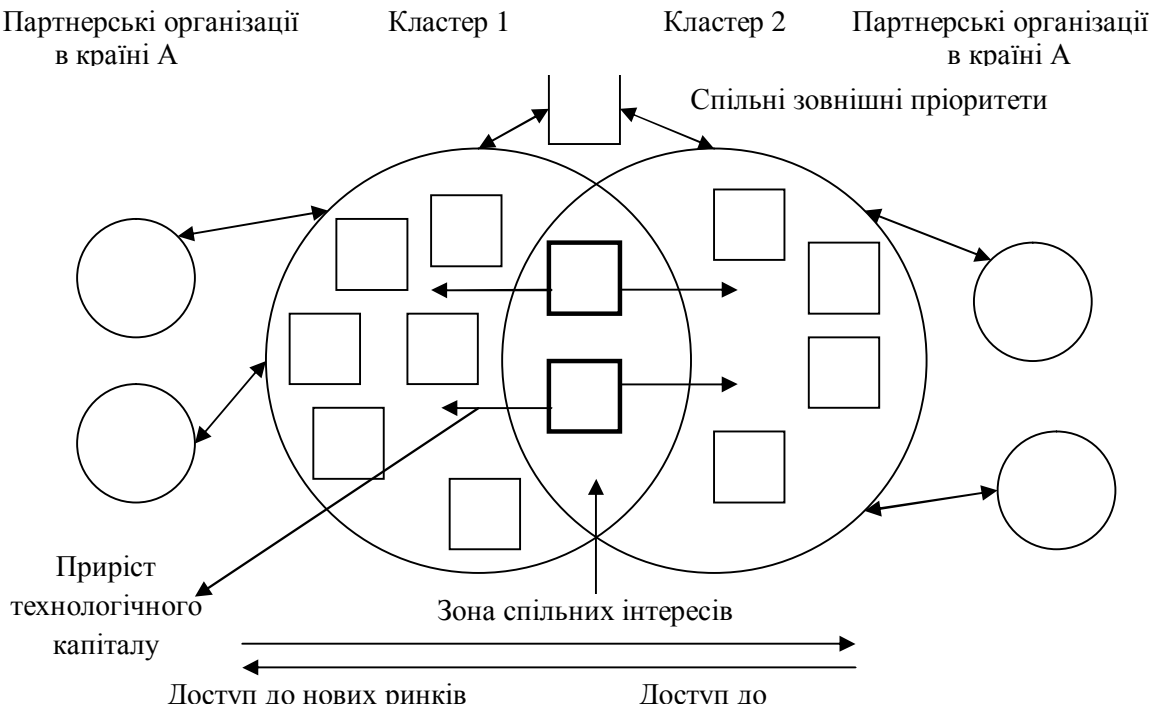 Партнерські організації
в країні А
Кластер 1
Кластер 2
Партнерські організації
в країні А
Спільні зовнішні пріоритети
Приріст
технологічного
капіталу
Зона спільних інтересів
Доступ до нових ринків
Доступ до